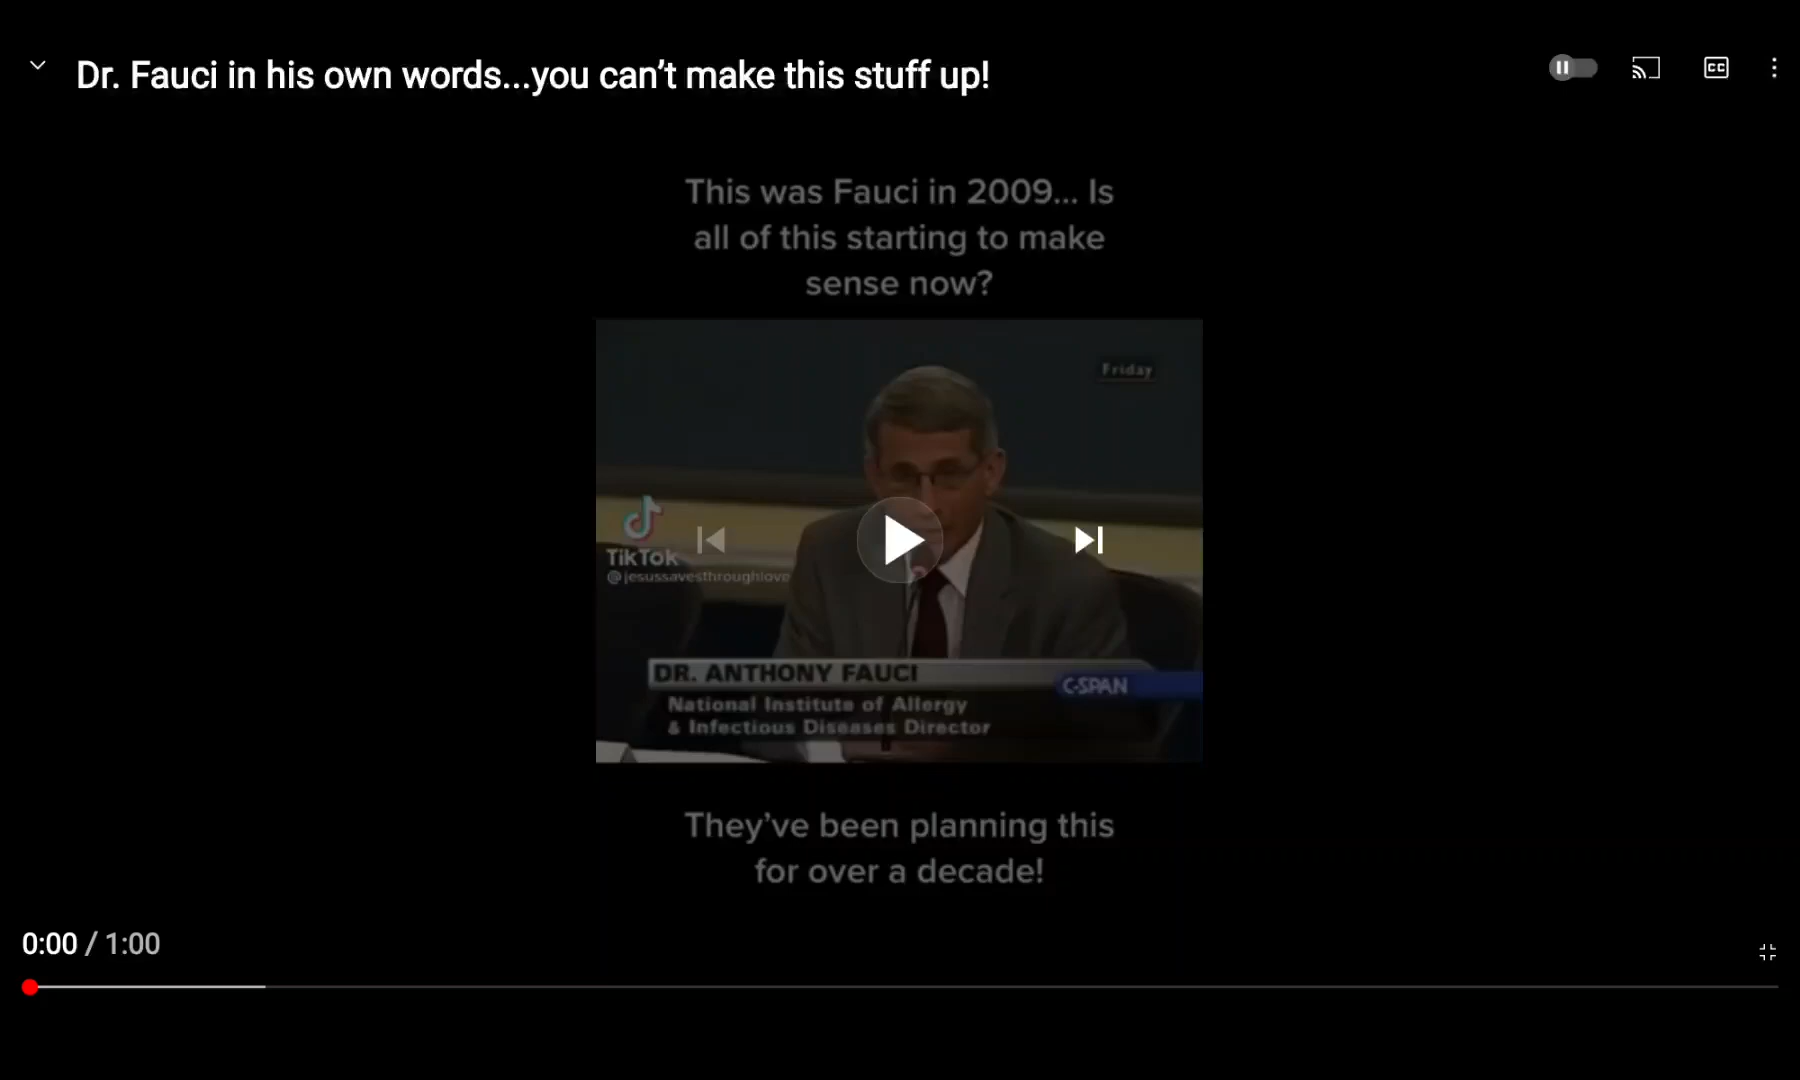 Dr. Fauci in his own words...you can’t make this stuff up!
CC
This was Fauci in 2009... Is
all of this starting to make
sense now?
Friday
TikTok
@jesussavesthroughlove
DR. ANTHONY FAUCI
C-SPAN
National Institute of Allergy
& Infectious Diseases Director
They’ve been planning this
for over a decade!
0:00 / 1:00